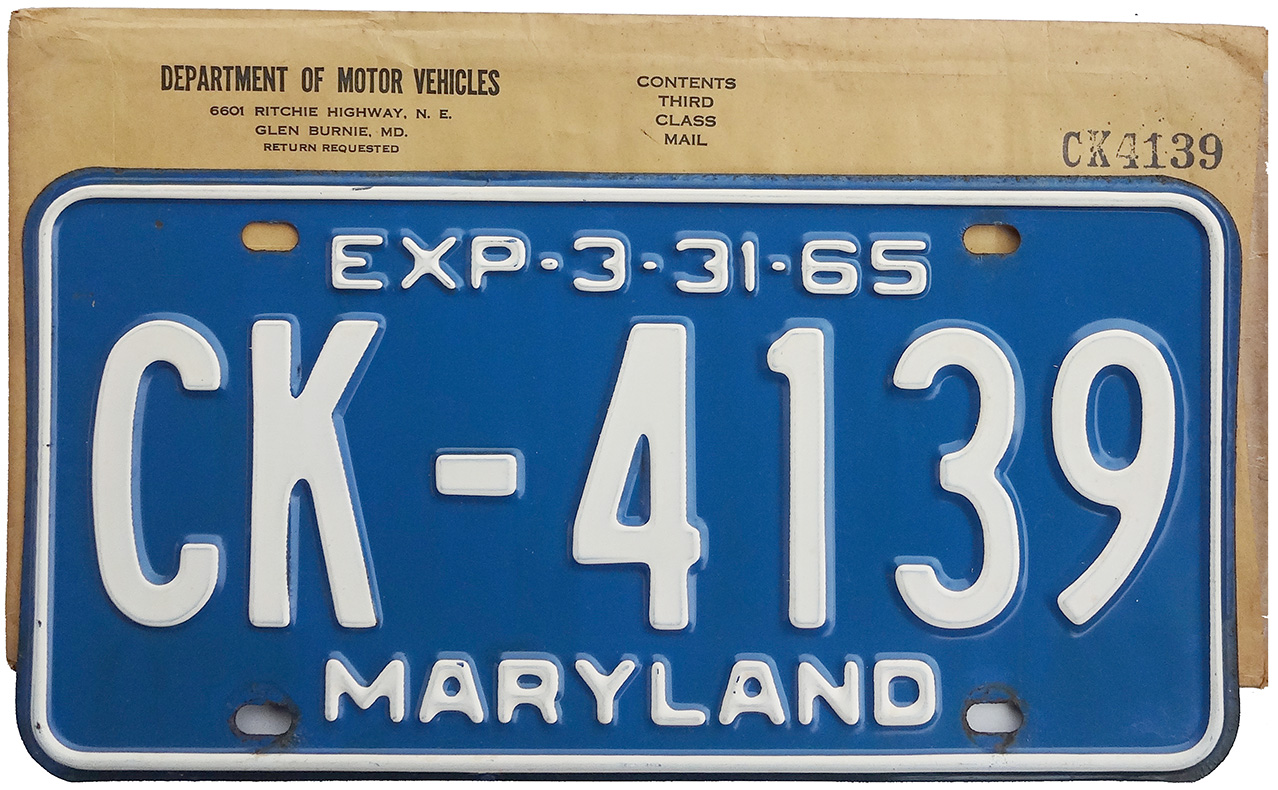 DEPARTMENT OF MOTOR VEHICLES
6601 RITCHIE HIGHWAY, N. E.
GLEN BURNIE, MD.
RETURN REQUESTED
CONTENTS
THIRD
CLASS
MAIL
CK4139
EXP-3-31-65
CK-4139
MARYLAND